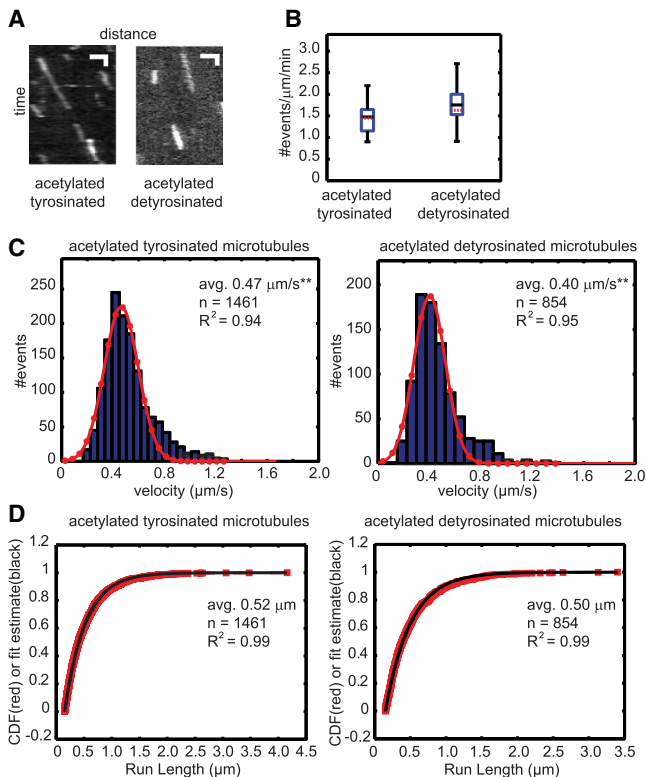 A
distance
time
acetylated
tyrosinated
acetylated
detyrosinated
B
#events/µm/min
3.0
2.5
2.0
1.5
1.0
0.5
0
acetylated
tyrosinated
acetylated
detyrosinated
C
acetylated tyrosinated microtubules
#events
250
200
150
100
50
0
avg. 0.47 µm/s**
n = 1461
R² = 0.94
0 0.4 0.8 1.2 1.6 2.0
velocity (µm/s)
acetylated detyrosinated microtubules
#events
200
150
100
50
0
avg. 0.40 µm/s**
n = 854
R² = 0.95
0 0.4 0.8 1.2 1.6 2.0
velocity (µm/s)
D
acetylated tyrosinated microtubules
CDF(red) or fit estimate(black)
1.2
1
0.8
0.6
0.4
0.2
0
-0.2
avg. 0.52 µm
n = 1461
R² = 0.99
0 0.5 1.0 1.5 2.0 2.5 3.0 3.5 4.0 4.5
Run Length (µm)
acetylated detyrosinated microtubules
CDF(red) or fit estimate(black)
1.2
1
0.8
0.6
0.4
0.2
0
-0.2
avg. 0.50 µm
n = 854
R² = 0.99
0 0.5 1.0 1.5 2.0 2.5 3.0 3.5
Run Length (µm)